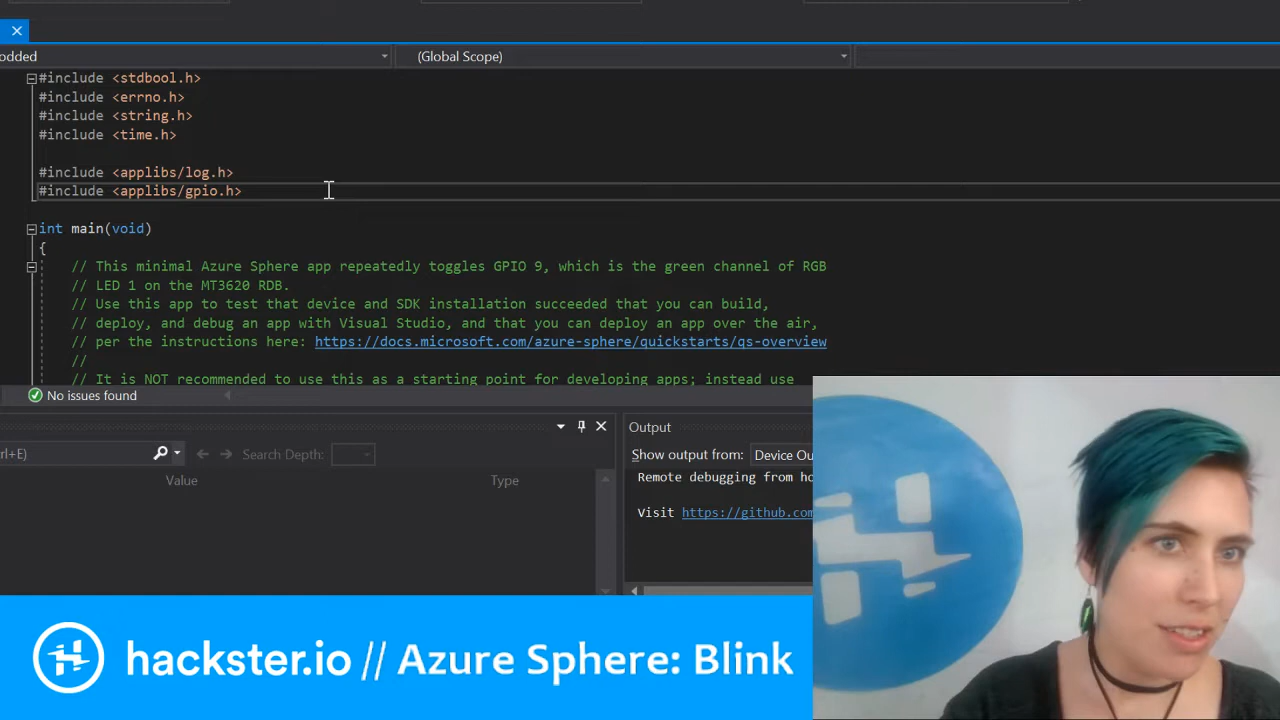 odded
(Global Scope)
#include <stdbool.h>
#include <errno.h>
#include <string.h>
#include <time.h>
#include <applibs/log.h>
#include <applibs/gpio.h>
int main(void)
{
// This minimal Azure Sphere app repeatedly toggles GPIO 9, which is the green channel of RGB
// LED 1 on the MT3620 RDB.
// Use this app to test that device and SDK installation succeeded that you can build,
// deploy, and debug an app with Visual Studio, and that you can deploy an app over the air,
// per the instructions here: https://docs.microsoft.com/azure-sphere/quickstarts/qs-overview
//
// It is NOT recommended to use this as a starting point for developing apps; instead use
No issues found
rl+E)
Search Depth:
Value
Type
Output
Show output from:
Device Ou
Remote debugging from ho
Visit https://github.com
hackster.io // Azure Sphere: Blink